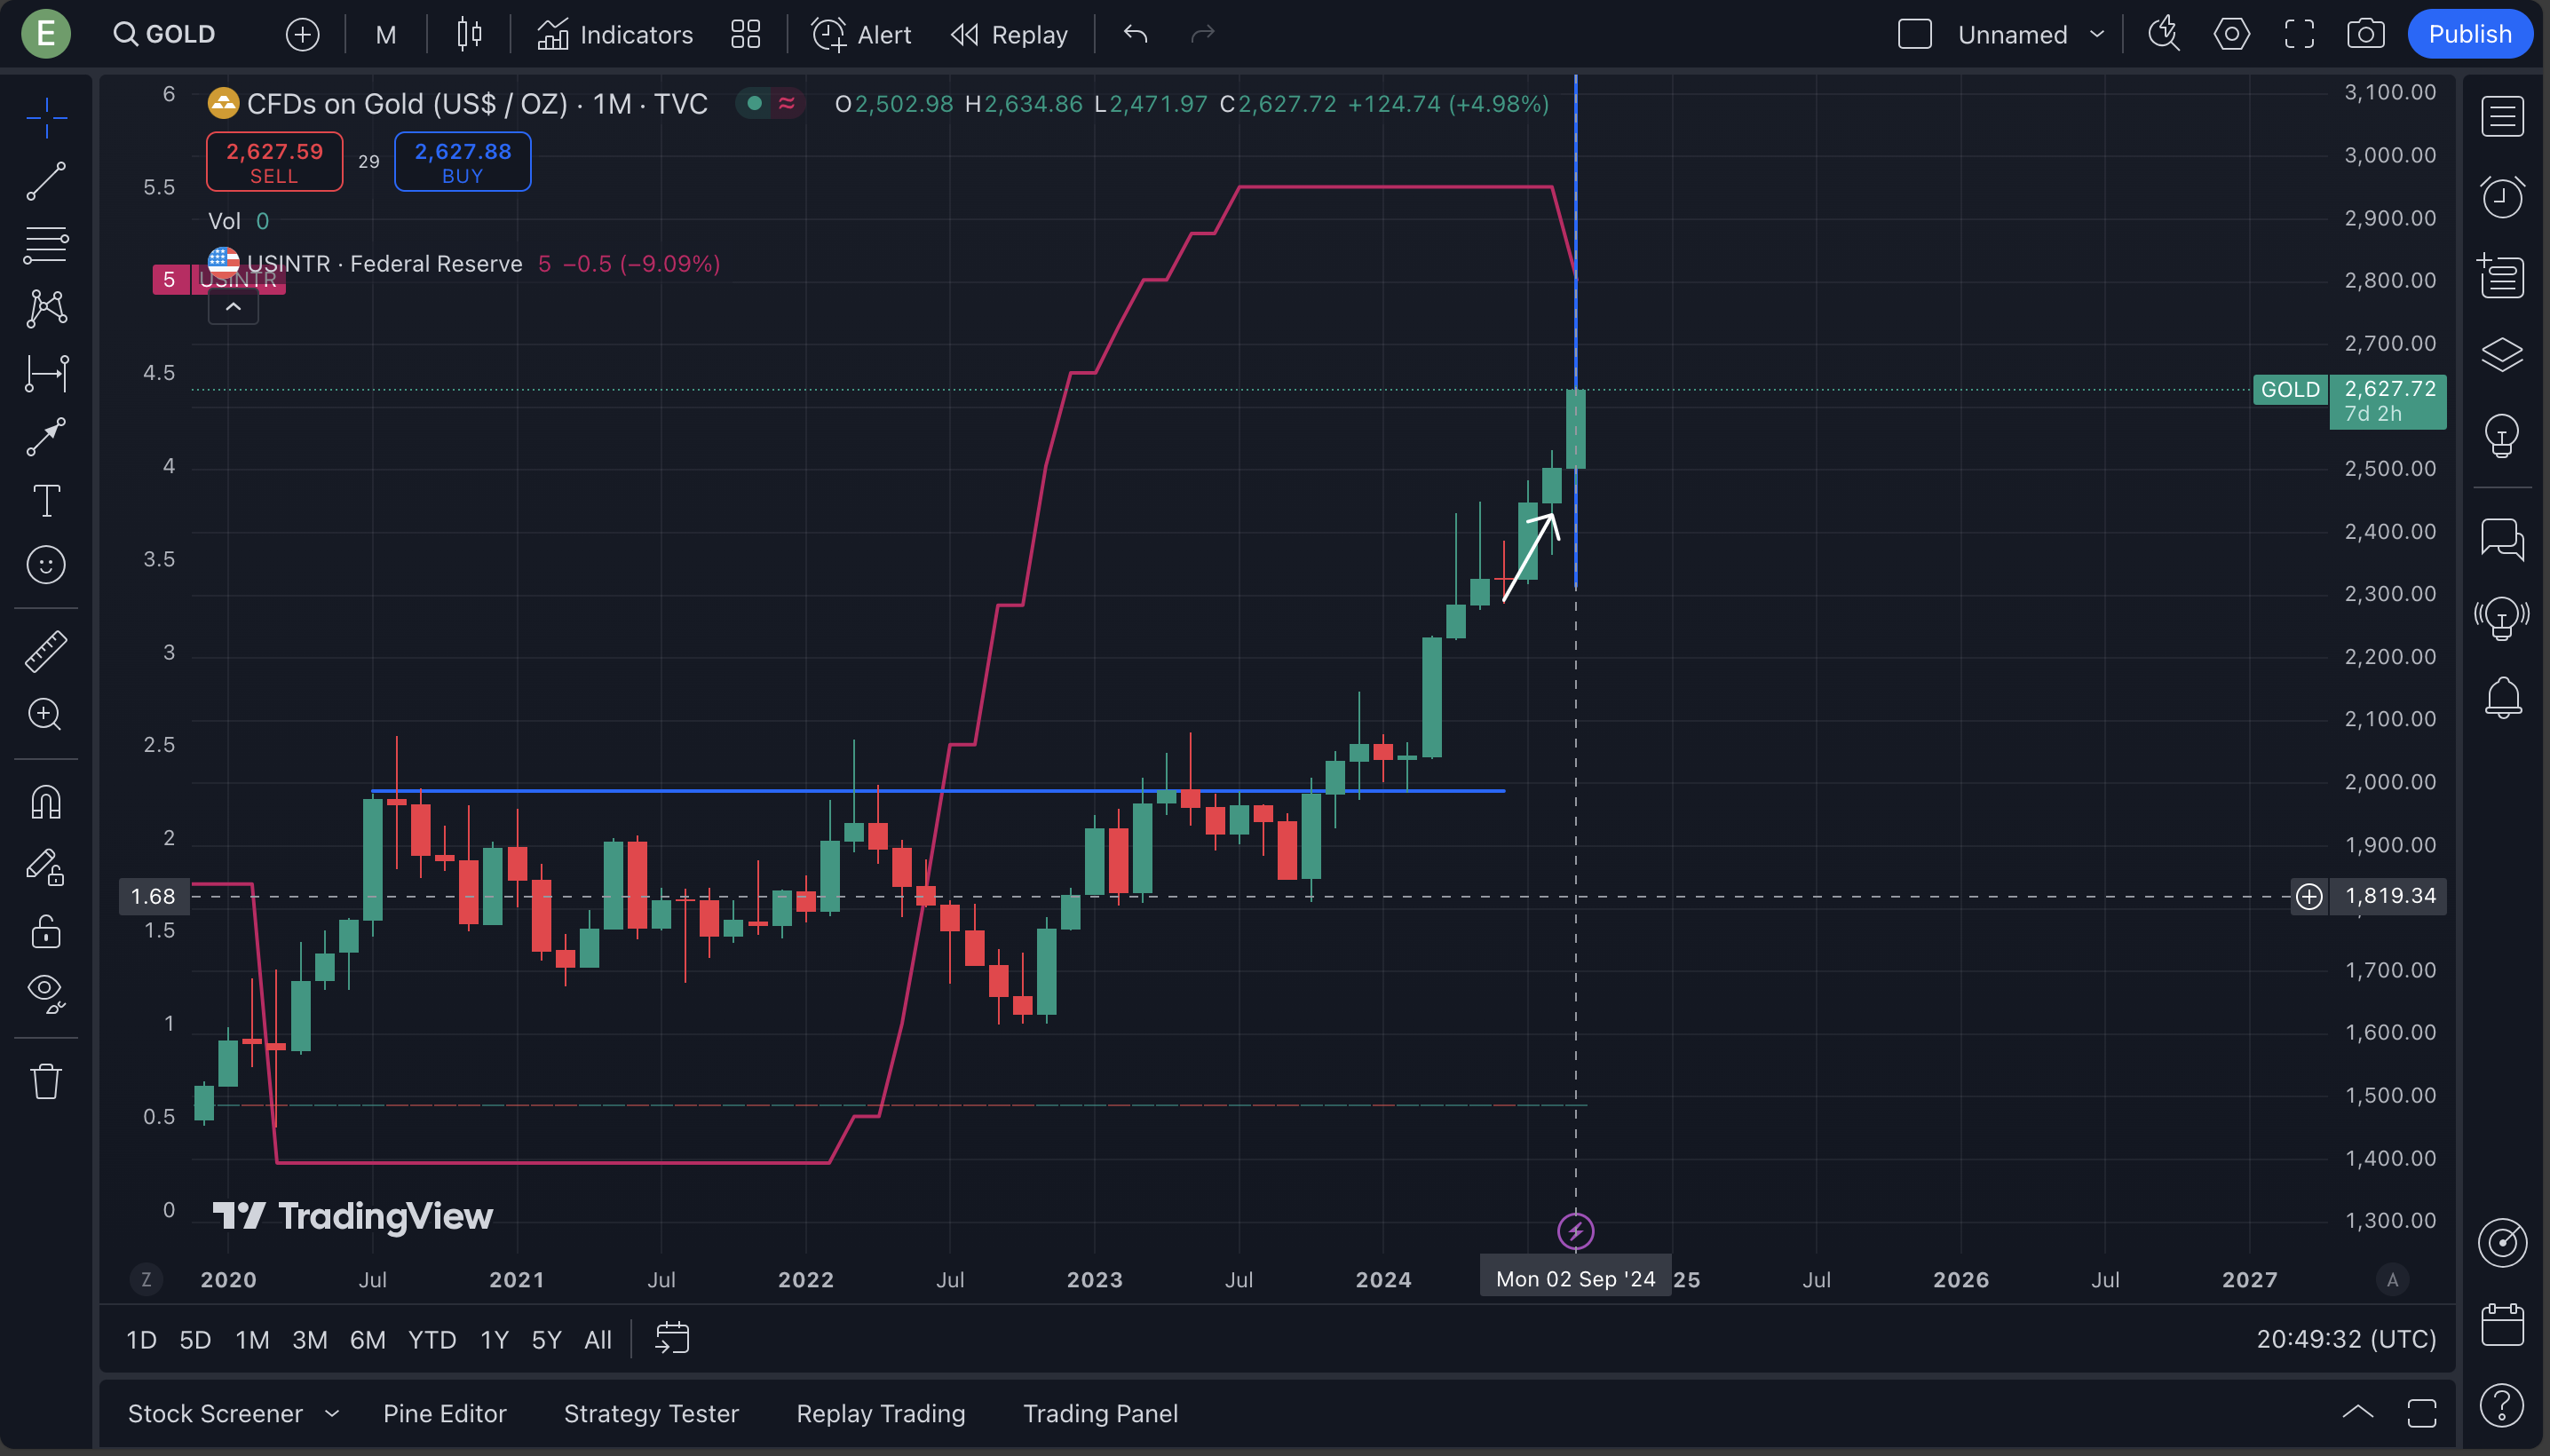 E GOLD M Indicators Alert Replay Unnamed Publish
CFDs on Gold (US$ / OZ) · 1M · TVC O2,502.98 H2,634.86 L2,471.97 C2,627.72 +124.74 (+4.98%)
2,627.59 SELL 29 2,627.88 BUY
Vol 0
USINTR · Federal Reserve 5 −0.5 (−9.09%)
5 USINTR
6
5.5
4.5
4
3.5
3
2.5
2
1.68
1.5
1
0.5
0
3,100.00
3,000.00
2,900.00
2,800.00
2,700.00
GOLD 2,627.72
7d 2h
2,500.00
2,400.00
2,300.00
2,200.00
2,100.00
2,000.00
1,900.00
1,819.34
1,700.00
1,600.00
1,500.00
1,400.00
1,300.00
TradingView
Z 2020 Jul 2021 Jul 2022 Jul 2023 Jul 2024 Mon 02 Sep '24 25 Jul 2026 Jul 2027 A
1D 5D 1M 3M 6M YTD 1Y 5Y All 20:49:32 (UTC)
Stock Screener Pine Editor Strategy Tester Replay Trading Trading Panel